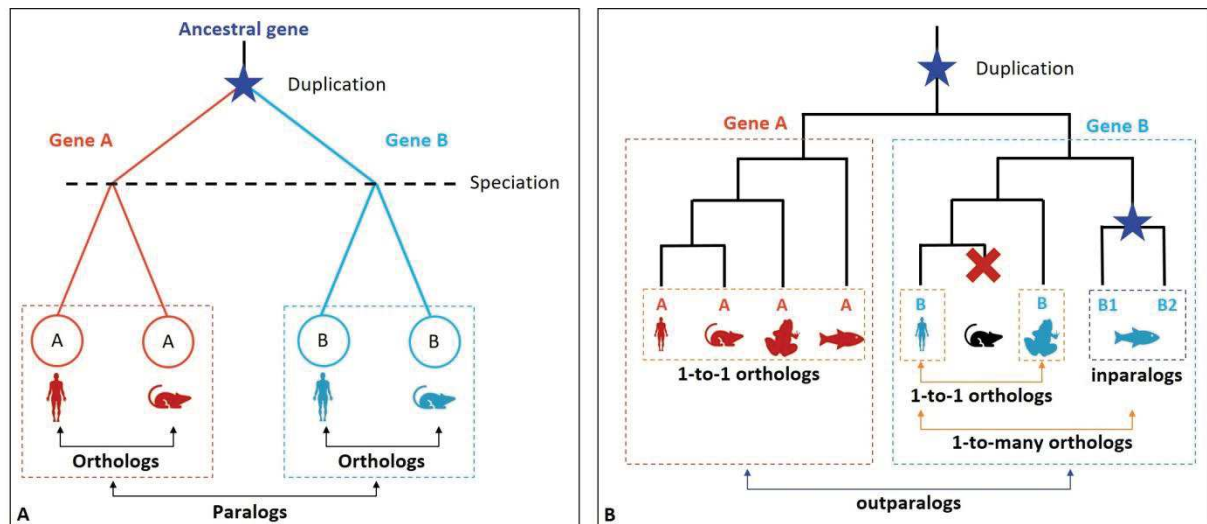 Ancestral gene
Duplication
Gene A
Gene B
Speciation
A
A
B
B
Orthologs
Orthologs
Paralogs
A
Duplication
Gene A
Gene B
A A A A
B
B
B1 B2
1-to-1 orthologs
inparalogs
1-to-1 orthologs
1-to-many orthologs
outparalogs
B